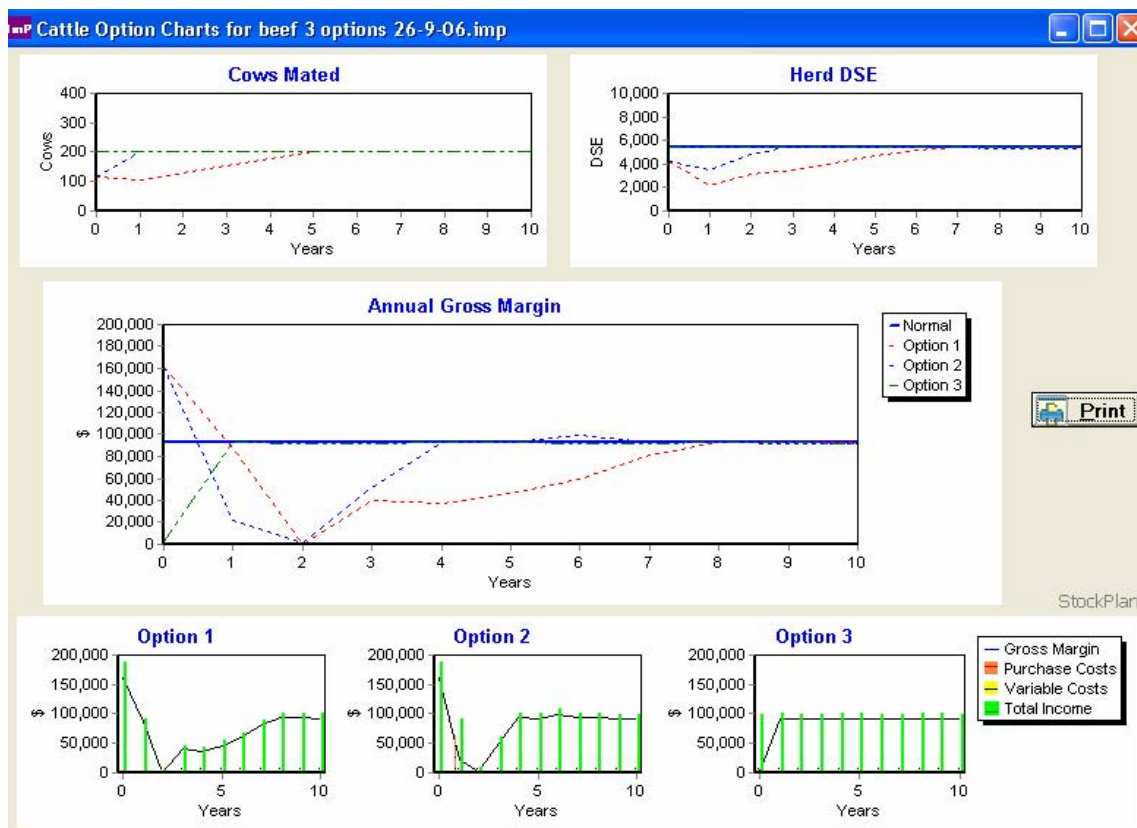 ImP Cattle Option Charts for beef 3 options 26-9-06.imp
Cows Mated
400
300
200
100
0
Cows
0 1 2 3 4 5 6 7 8 9 10
Years
Herd DSE
10,000
8,000
6,000
4,000
2,000
0
DSE
0 1 2 3 4 5 6 7 8 9 10
Years
Annual Gross Margin
200,000
180,000
160,000
140,000
120,000
100,000
80,000
60,000
40,000
20,000
0
$
0 1 2 3 4 5 6 7 8 9 10
Years
Normal
Option 1
Option 2
Option 3
Print
StockPlan
Option 1
200,000
150,000
100,000
50,000
0
$
0 5 10
Years
Option 2
200,000
150,000
100,000
50,000
0
$
0 5 10
Years
Option 3
200,000
150,000
100,000
50,000
0
$
0 5 10
Years
Gross Margin
Purchase Costs
Variable Costs
Total Income